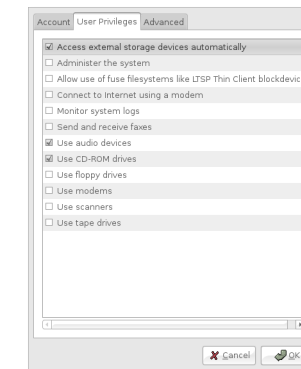 Account User Privileges Advanced
Access external storage devices automatically
Administer the system
Allow use of fuse filesystems like LTSP Thin Client blockdevic
Connect to Internet using a modem
Monitor system logs
Send and receive faxes
Use audio devices
Use CD-ROM drives
Use floppy drives
Use modems
Use scanners
Use tape drives
Cancel OK